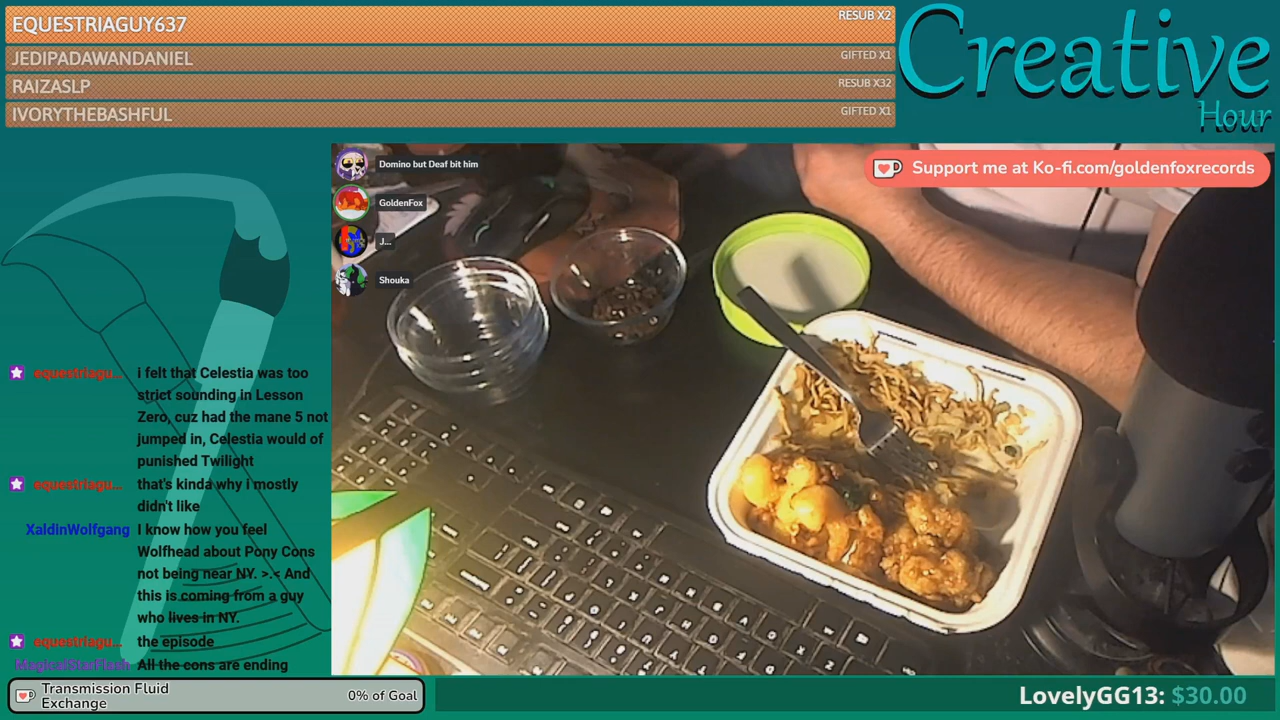 EQUESTRIAGUY637
RESUB X2
JEDIPADAWANDANIEL
GIFTED X1
RAIZASLP
RESUB X32
IVORYTHEBASHFUL
GIFTED X1
Creative
Hour
Domino but Deaf bit him
GoldenFox
J...
Shouka
Support me at Ko-fi.com/goldenfoxrecords
equestriagu... i felt that Celestia was too
strict sounding in Lesson
Zero, cuz had the mane 5 not
jumped in, Celestia would of
punished Twilight
equestriagu... that's kinda why i mostly
didn't like
XaldinWolfgang I know how you feel
Wolfhead about Pony Cons
not being near NY. >.< And
this is coming from a guy
who lives in NY.
equestriagu... the episode
MagicalStarFlash All the cons are ending
Transmission Fluid
Exchange
0% of Goal
LovelyGG13: $30.00